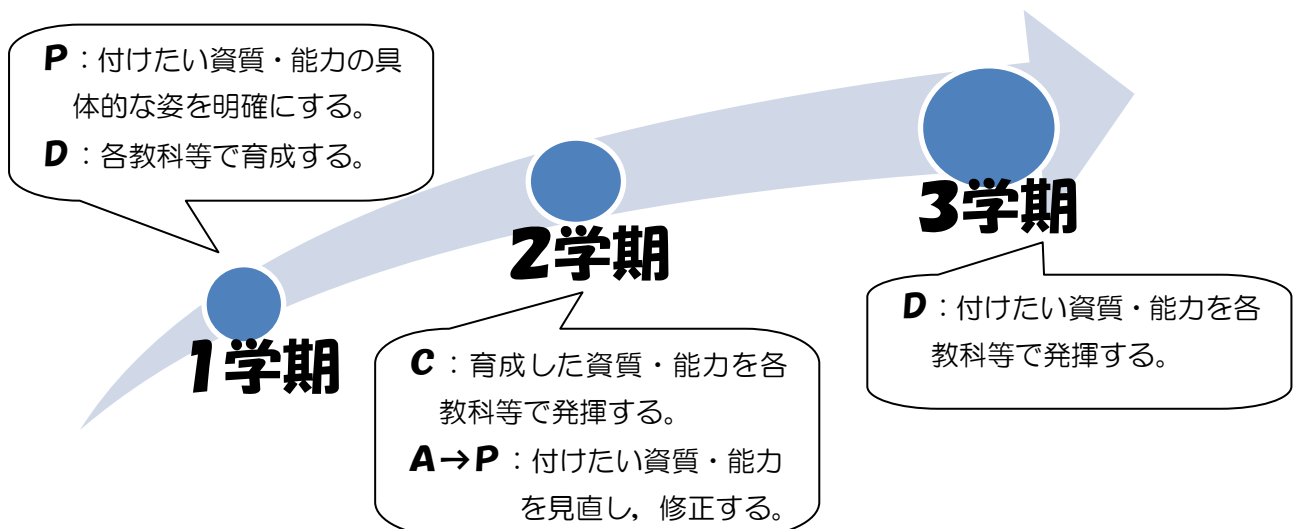 P：付けたい資質・能力の具
体的な姿を明確にする。
D：各教科等で育成する。
1学期
2学期
C：育成した資質・能力を各
教科等で発揮する。
A→P：付けたい資質・能力
を見直し，修正する。
3学期
D：付けたい資質・能力を各
教科等で発揮する。